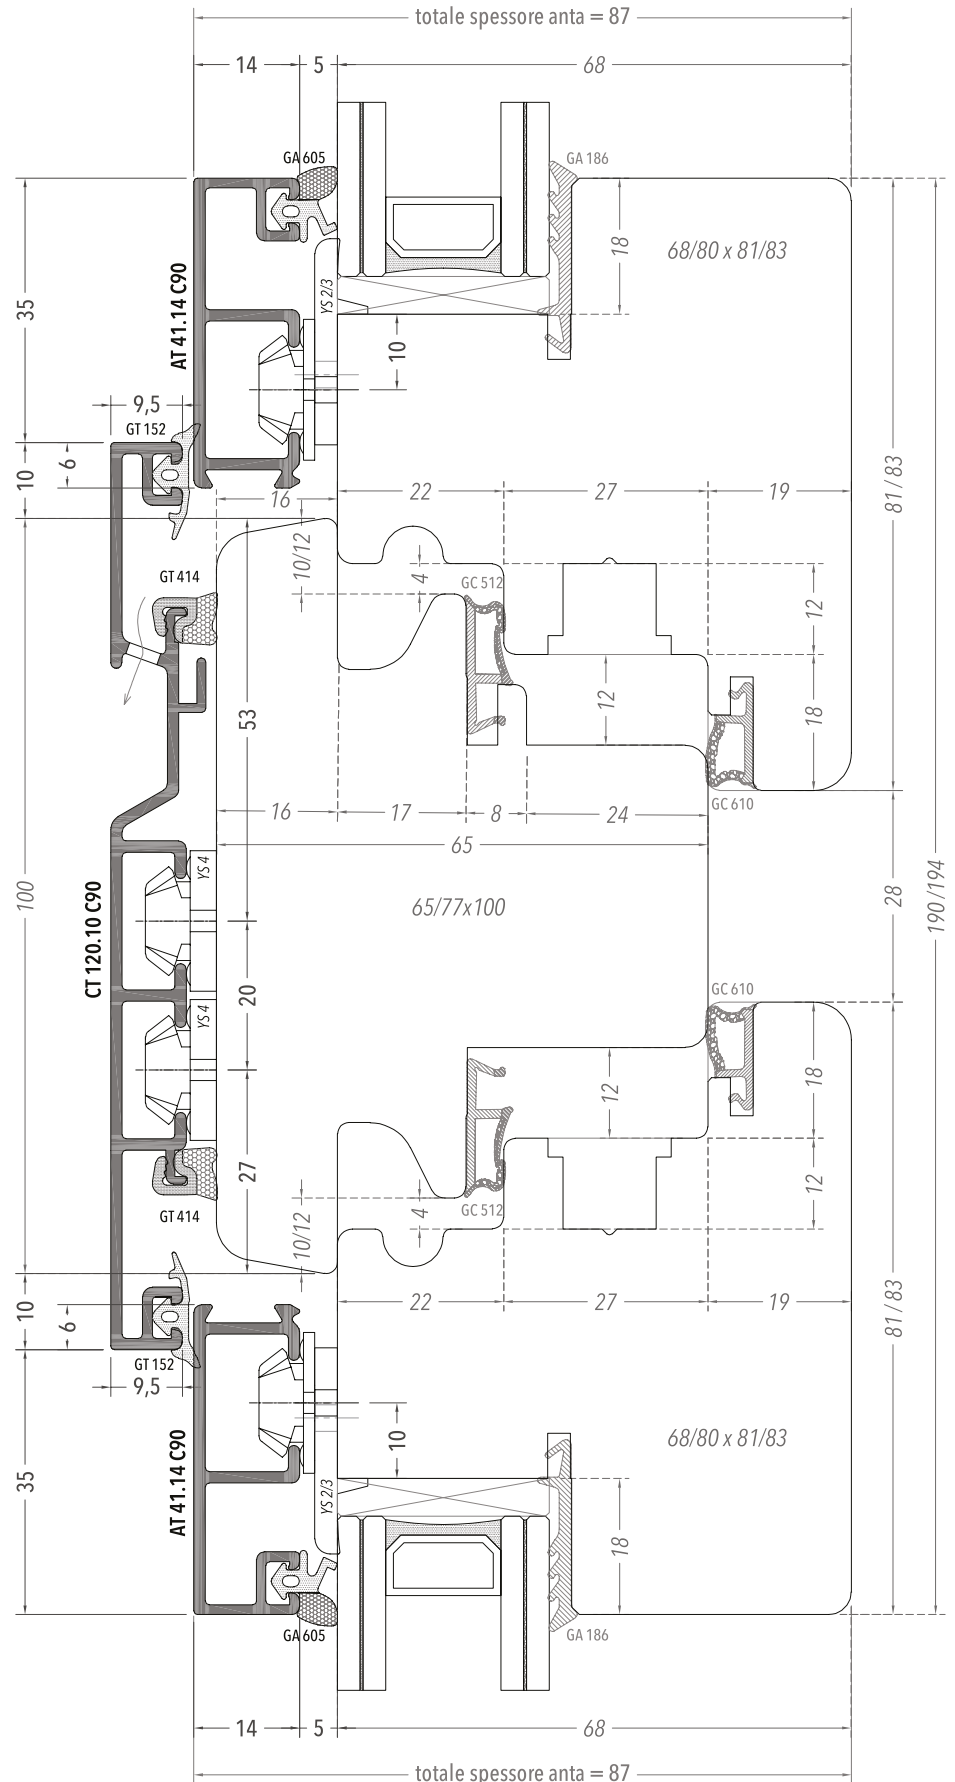 totale spessore anta = 87
14
5
68
GA 605
GA 186
18
68/80 x 81/83
AT 41.14 C90
35
YS 2/3
10
9,5
GT 152
6
10
16
22
27
19
81 / 83
10/12
4
GC 512
12
GT 414
12
18
53
16
17
8
24
GC 610
65
YS 4
100
CT 120.10 C90
65/77x100
28
190 /194
20
YS 4
GC 610
12
18
27
GT 414
10/12
4
GC 512
12
10
6
22
27
19
81 / 83
GT 152
9,5
10
68/80 x 81/83
AT 41.14 C90
35
YS 2/3
18
GA 605
GA 186
14
5
68
totale spessore anta = 87